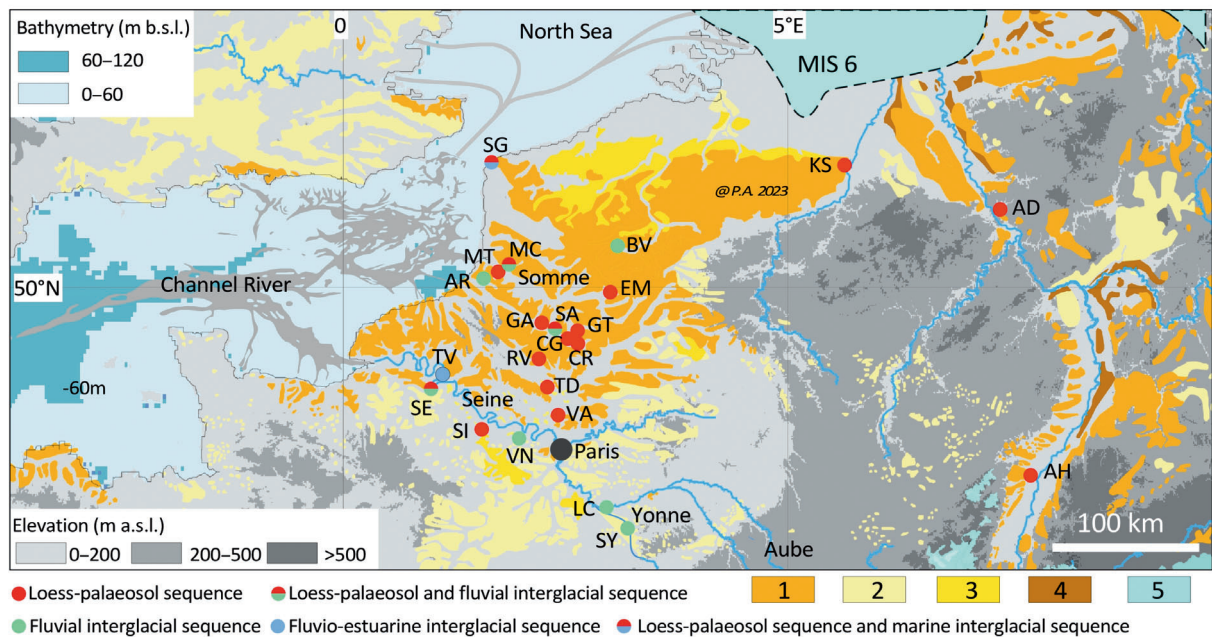 Bathymetry (m b.s.l.)
60–120
0–60
0
North Sea
5°E
MIS 6
SG
KS
@P.A. 2023
AD
BV
MC
MT
Somme
AR
50°N
Channel River
EM
GA
SA
GT
CG
CR
RV
TV
-60m
TD
SE
Seine
VA
SI
VN
Paris
AH
LC
Yonne
SY
Aube
100 km
Elevation (m a.s.l.)
0–200
200–500
>500
Loess-palaeosol sequence
Loess-palaeosol and fluvial interglacial sequence
1
2
3
4
5
Fluvial interglacial sequence
Fluvio-estuarine interglacial sequence
Loess-palaeosol sequence and marine interglacial sequence